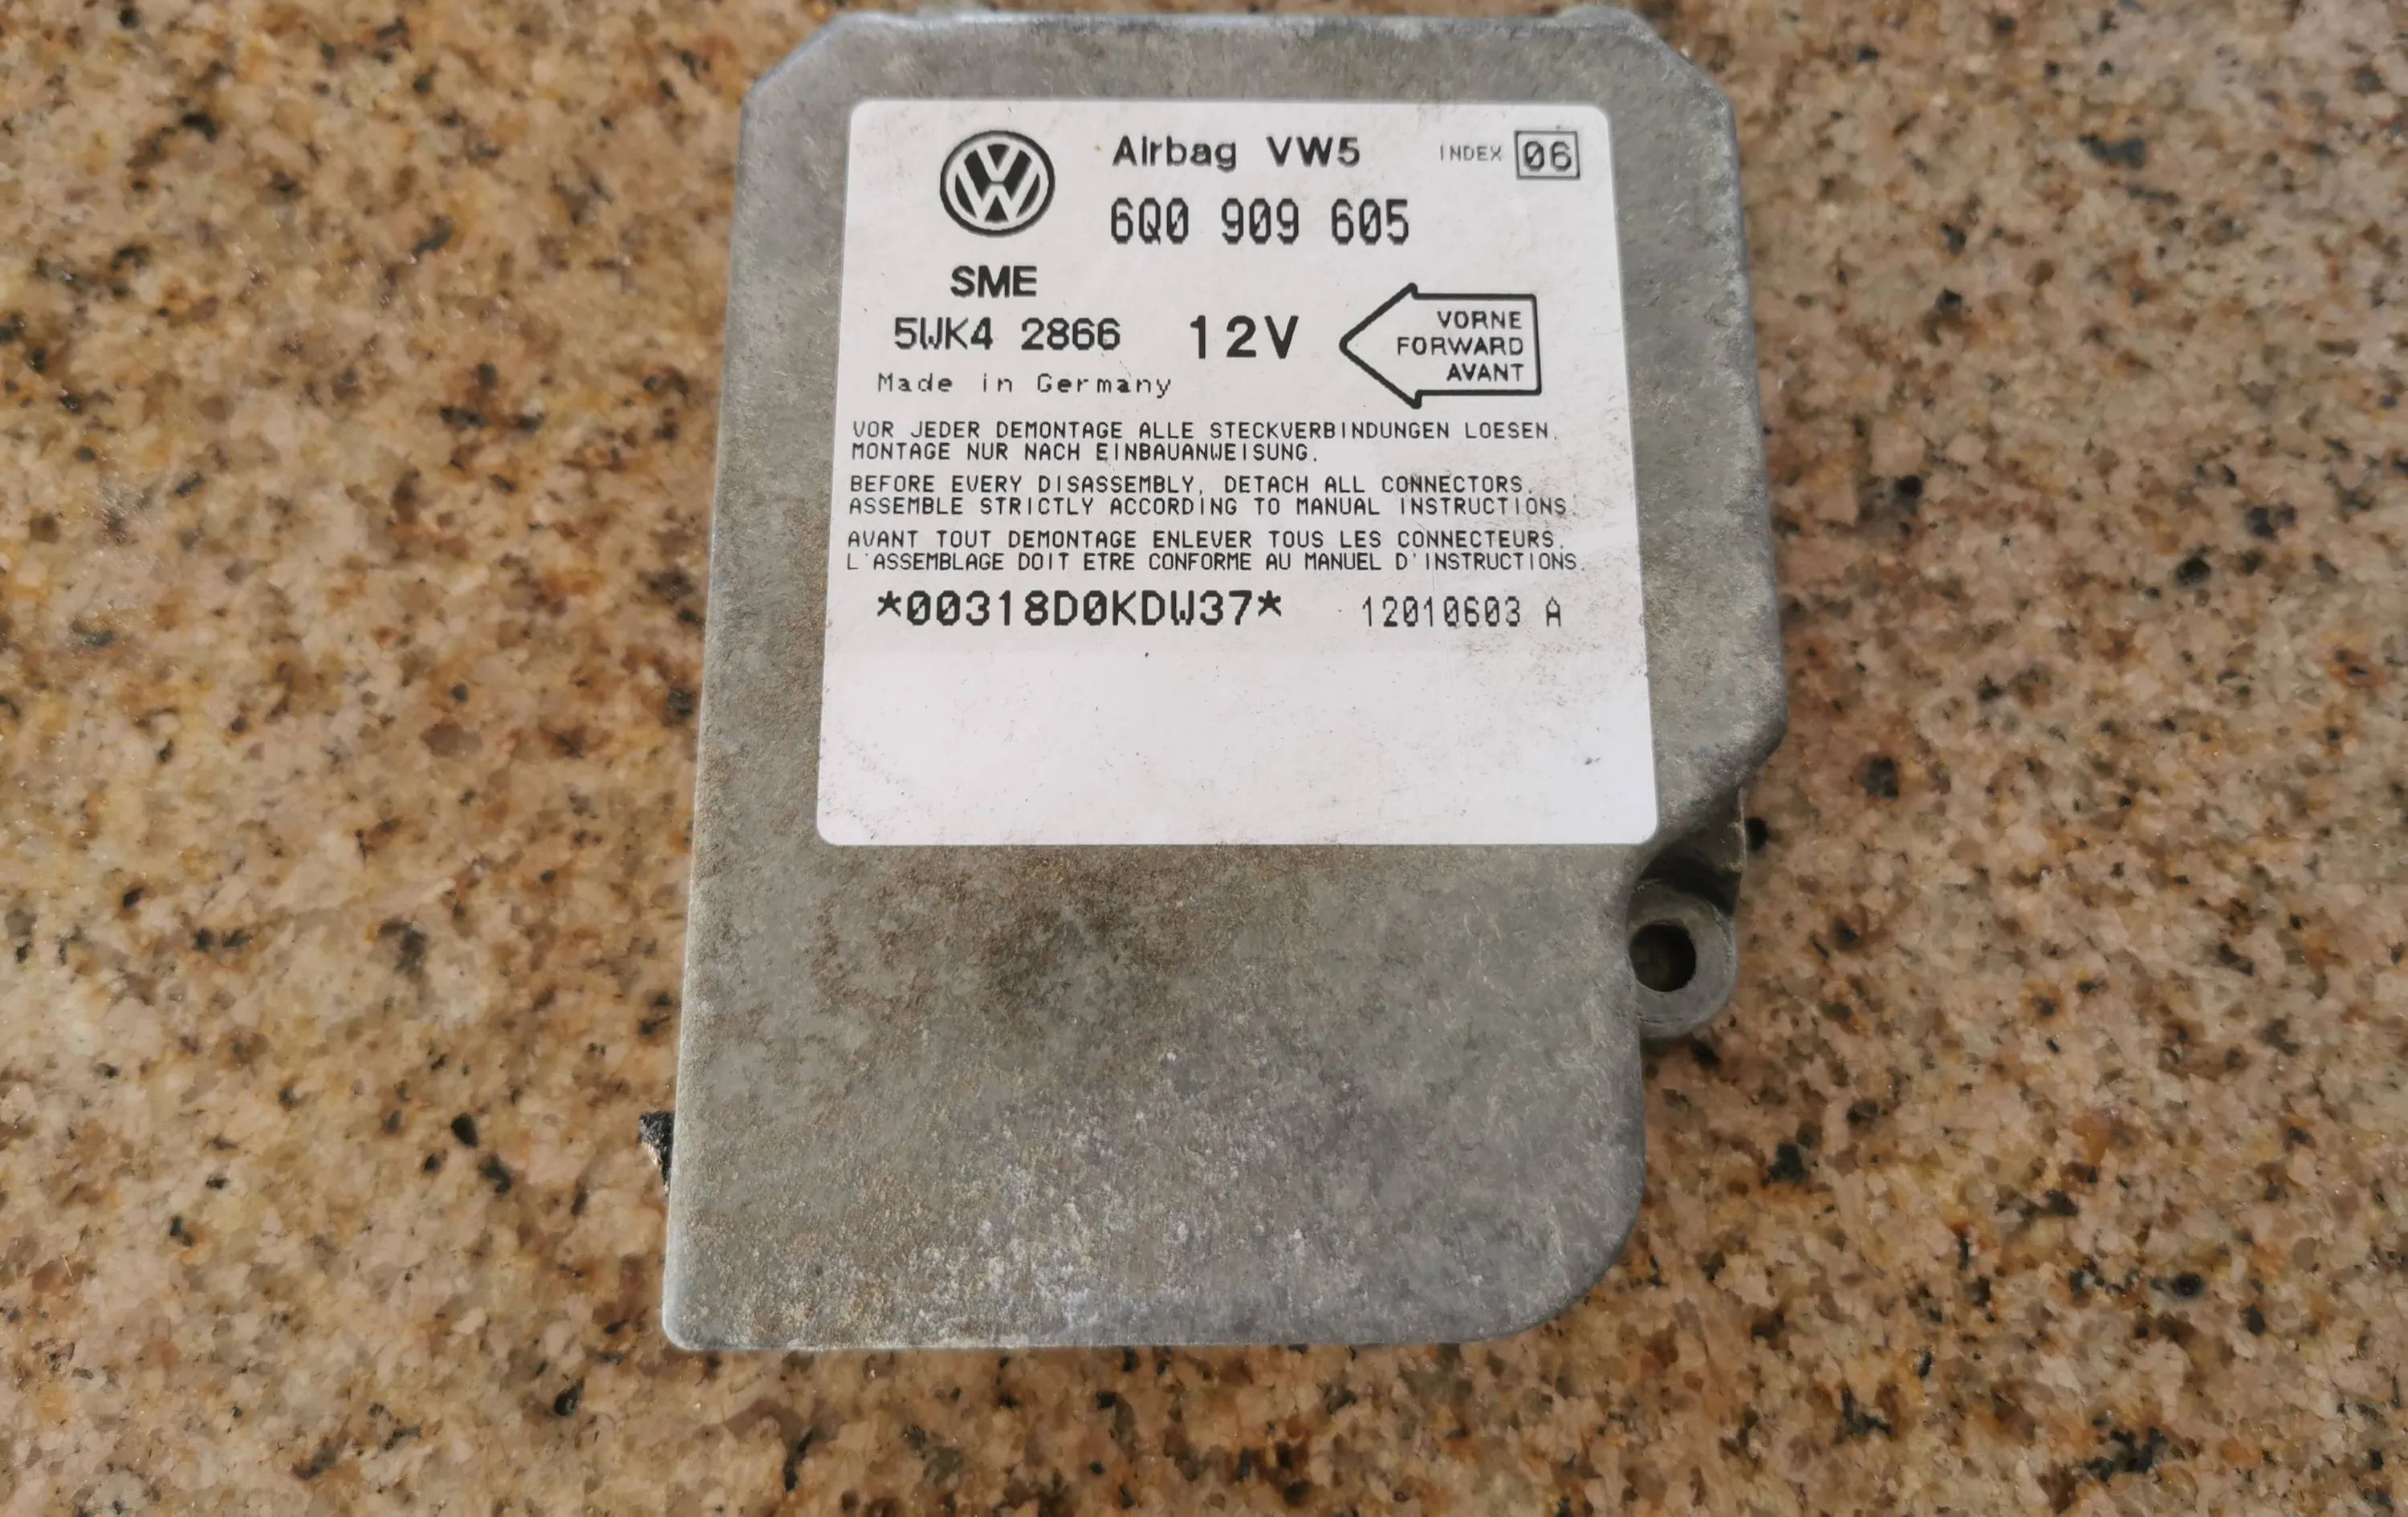 Airbag VW5 INDEX 06
6Q0 909 605
SME
5WK4 2866 12V
VORNE
FORWARD
AVANT
Made in Germany
VOR JEDER DEMONTAGE ALLE STECKVERBINDUNGEN LOESEN.
MONTAGE NUR NACH EINBAUANWEISUNG.
BEFORE EVERY DISASSEMBLY, DETACH ALL CONNECTORS.
ASSEMBLE STRICTLY ACCORDING TO MANUAL INSTRUCTIONS.
AVANT TOUT DEMONTAGE ENLEVER TOUS LES CONNECTEURS.
L'ASSEMBLAGE DOIT ETRE CONFORME AU MANUEL D'INSTRUCTIONS.
*00318D0KDW37* 12010603 A